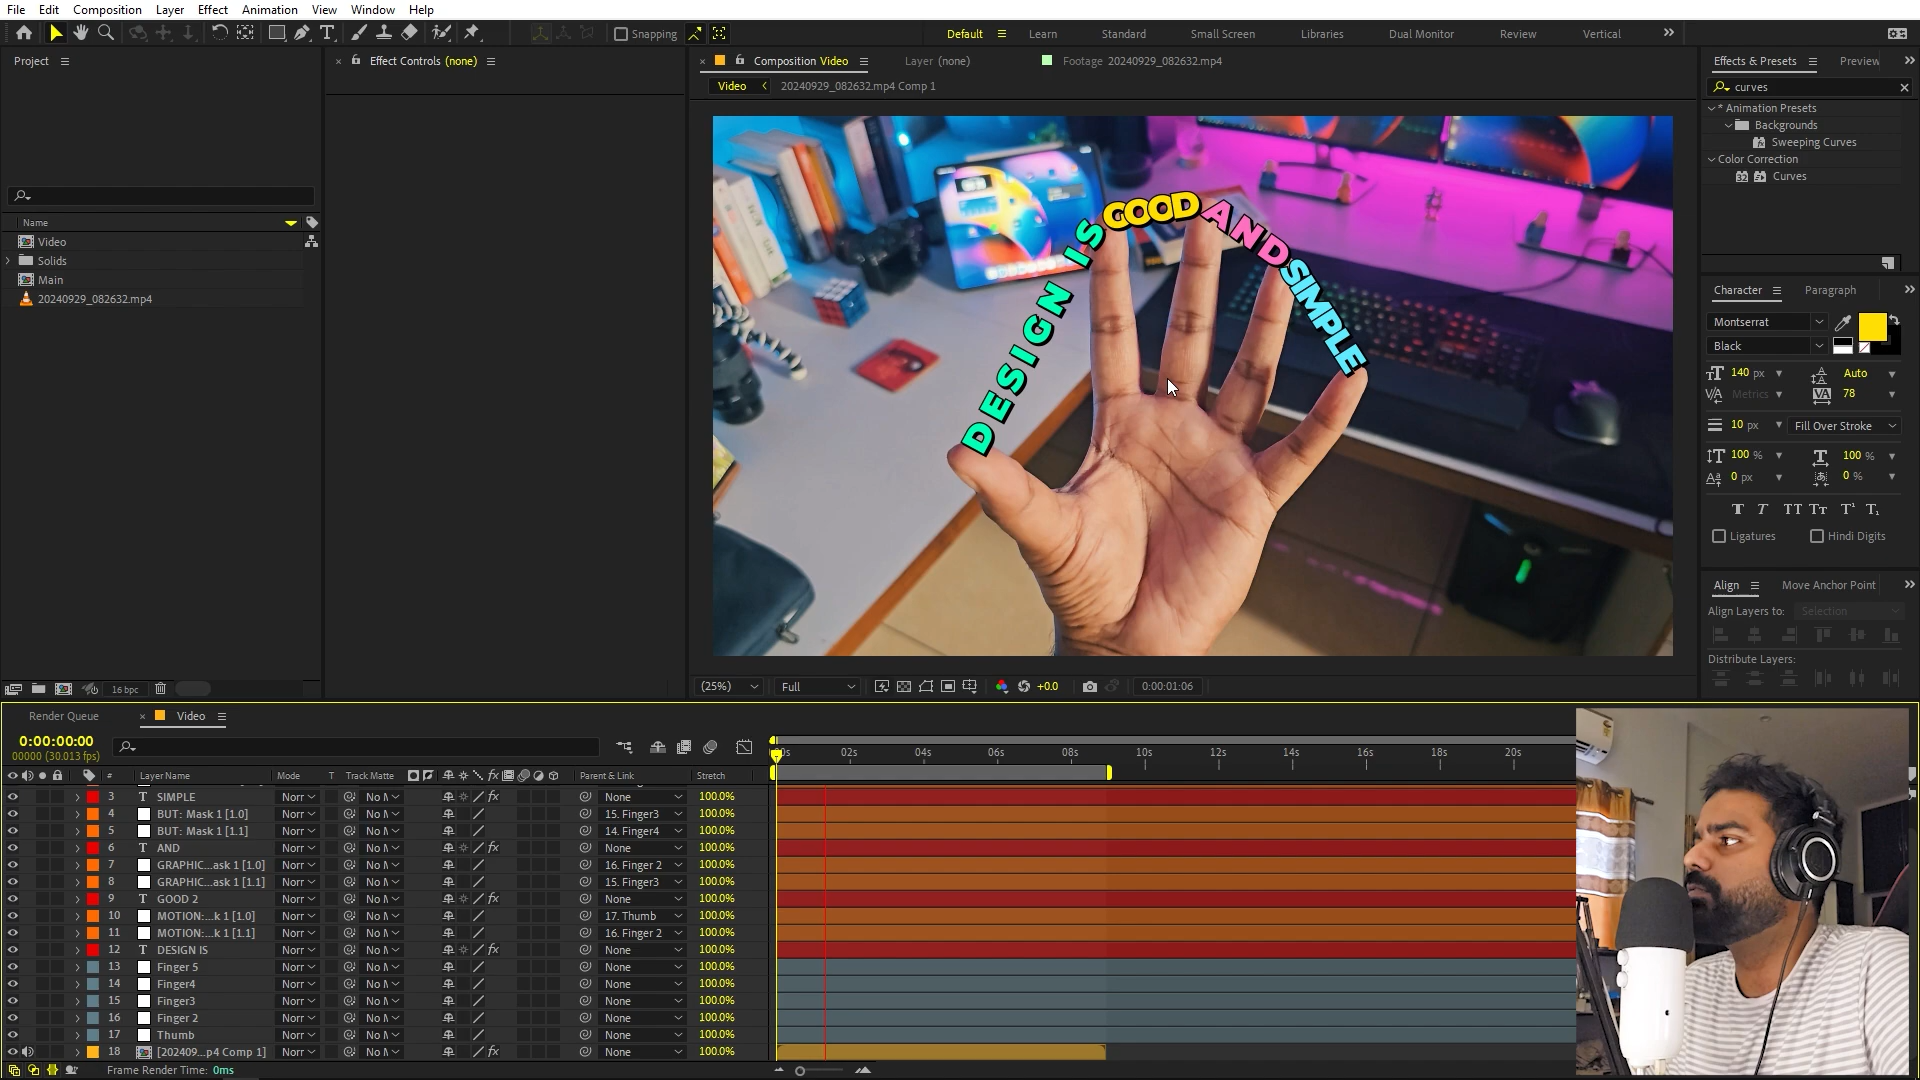 File Edit Composition Layer Effect Animation View Window Help
Snapping
Default Learn Standard Small Screen Libraries Dual Monitor Review Vertical
Project
Effect Controls (none)
Composition Video Layer (none) Footage 20240929_082632.mp4
Effects & Presets Preview
Video 20240929_082632.mp4 Comp 1
curves
* Animation Presets
Backgrounds
Sweeping Curves
Color Correction
32 Curves
Name
Video
Solids
Main
20240929_082632.mp4
DESIGN IS GOOD AND SIMPLE
Character Paragraph
Montserrat
Black
140 px Auto
Metrics 78
10 px Fill Over Stroke
100 % 100 %
0 px 0 %
T T TT Tt T¹ T₁
Ligatures Hindi Digits
Align Move Anchor Point
Align Layers to: Selection
Distribute Layers:
16 bpc
(25%) Full +0.0 0:00:01:06
Render Queue Video
0:00:00:00
00000 (30.013 fps)
02s 04s 06s 08s 10s 12s 14s 16s 18s 20s
# Layer Name Mode T Track Matte fx Parent & Link Stretch
3 T SIMPLE Norr No M fx None 100.0%
4 BUT: Mask 1 [1.0] Norr No M 15. Finger3 100.0%
5 BUT: Mask 1 [1.1] Norr No M 14. Finger4 100.0%
6 T AND Norr No M fx None 100.0%
7 GRAPHIC...ask 1 [1.0] Norr No M 16. Finger 2 100.0%
8 GRAPHIC...ask 1 [1.1] Norr No M 15. Finger3 100.0%
9 T GOOD 2 Norr No M fx None 100.0%
10 MOTION:...k 1 [1.0] Norr No M 17. Thumb 100.0%
11 MOTION:...k 1 [1.1] Norr No M 16. Finger 2 100.0%
12 T DESIGN IS Norr No M fx None 100.0%
13 Finger 5 Norr No M None 100.0%
14 Finger4 Norr No M None 100.0%
15 Finger3 Norr No M None 100.0%
16 Finger 2 Norr No M None 100.0%
17 Thumb Norr No M None 100.0%
18 [202409...p4 Comp 1] Norr No M fx None 100.0%
Frame Render Time: 0ms